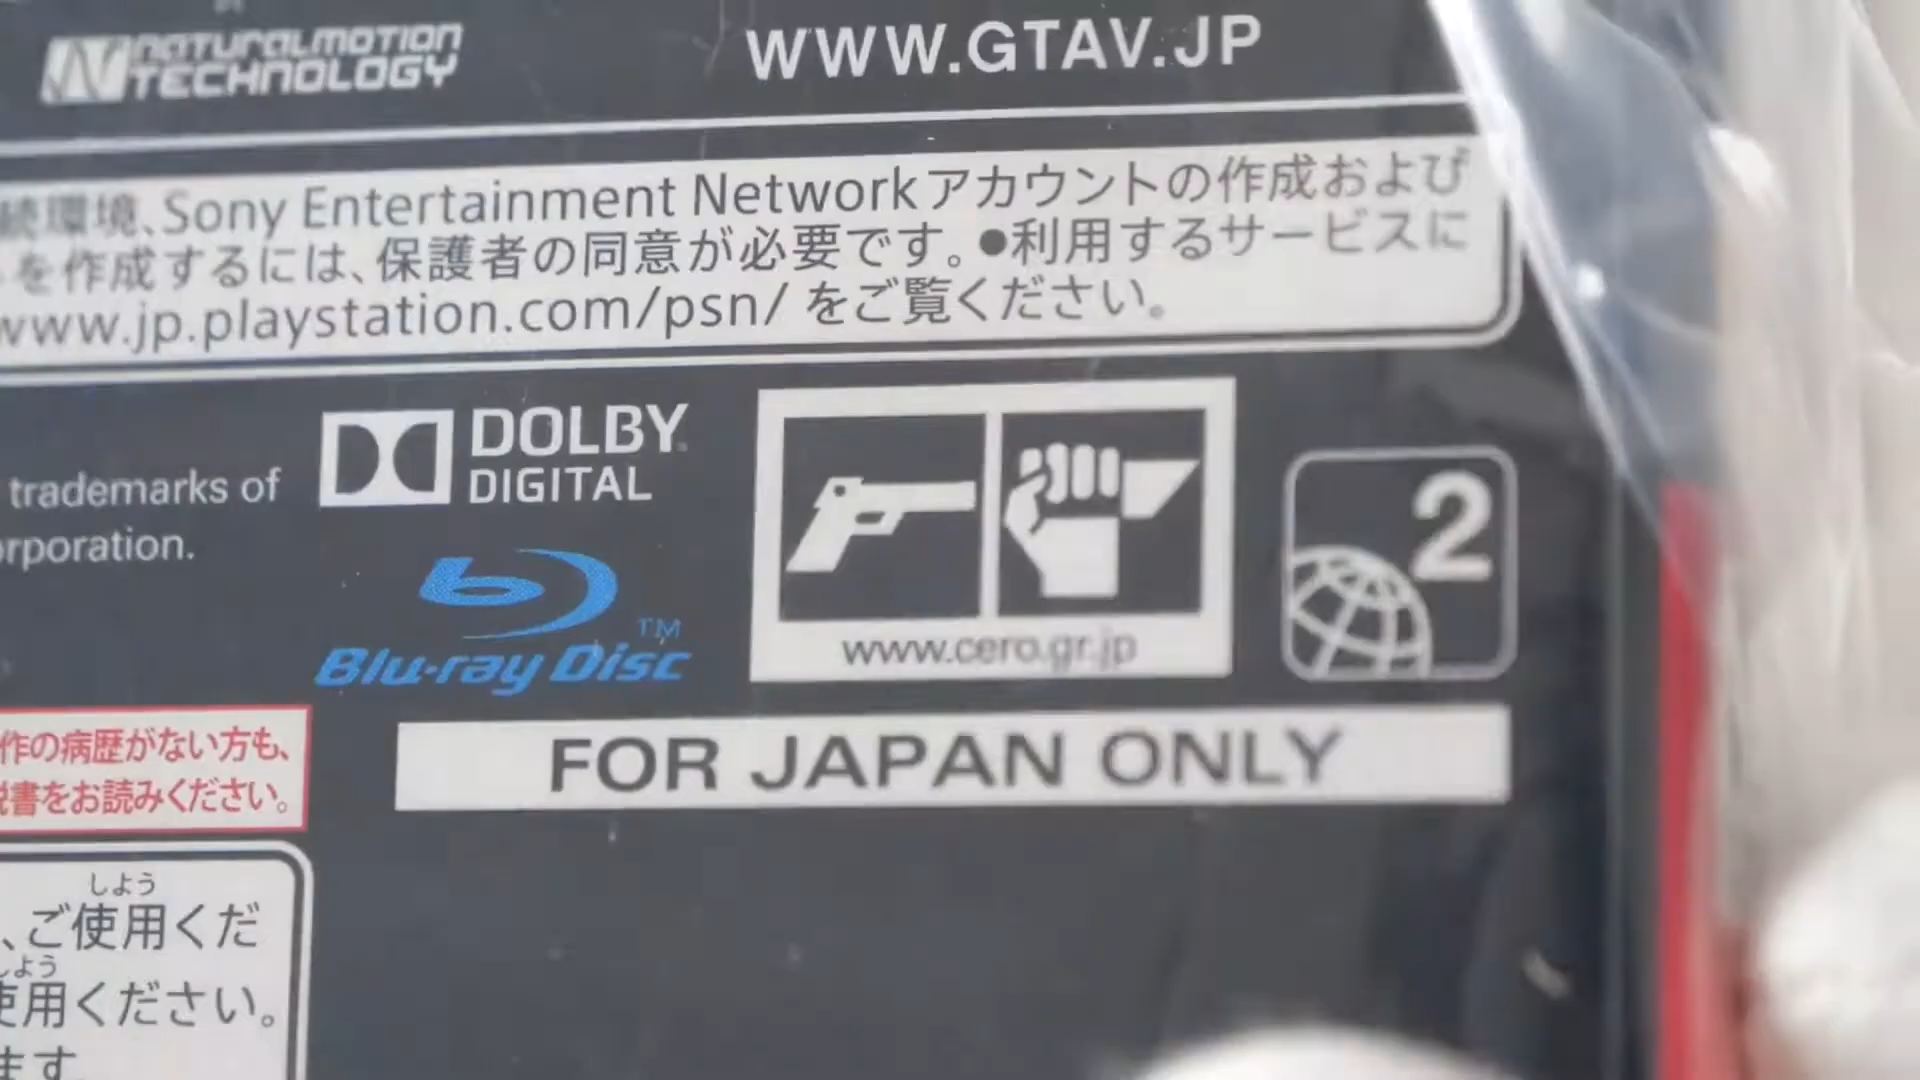 NATURALMOTION
TECHNOLOGY
WWW.GTAV.JP
続環境、Sony Entertainment Networkアカウントの作成および
を作成するには、保護者の同意が必要です。●利用するサービスに
www.jp.playstation.com/psn/ をご覧ください。
trademarks of
orporation.
DOLBY
DIGITAL
Blu-ray Disc™
www.cero.gr.jp
2
FOR JAPAN ONLY
作の病歴がない方も、
説書をお読みください。
しよう
、ご使用くだ
しよう
使用ください。
ます。